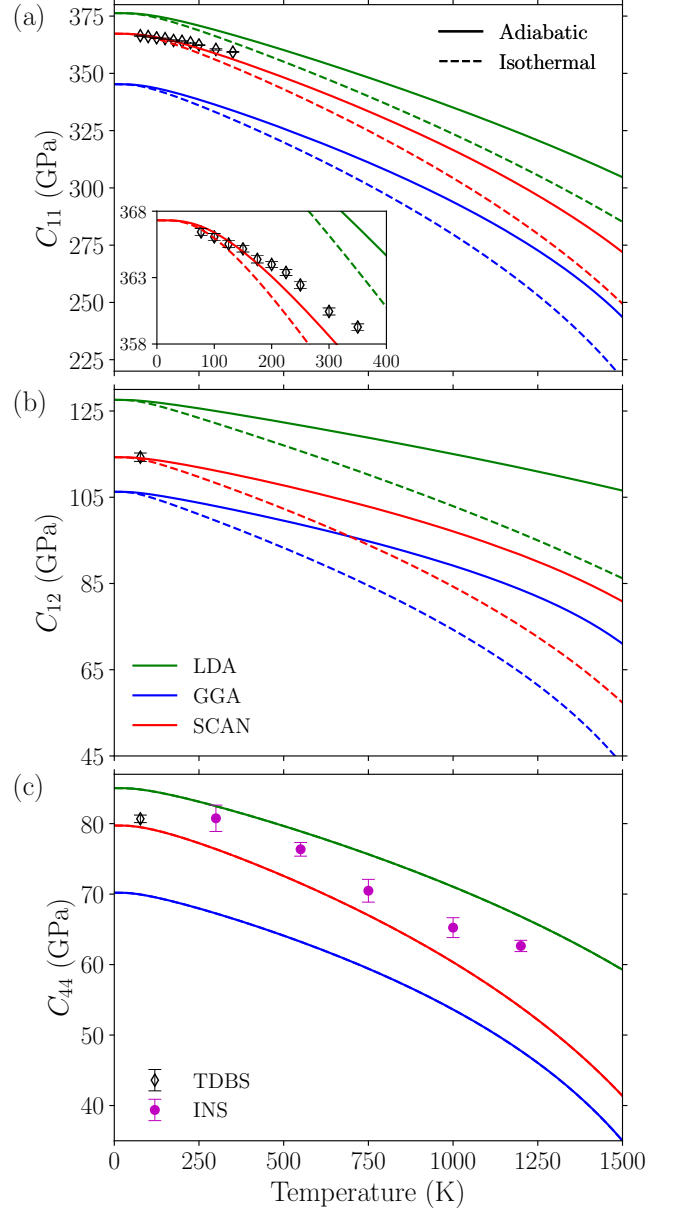 (a)
375
350
325
300
275
250
225
C11 (GPa)
Adiabatic
Isothermal
368
363
358
0 100 200 300 400
(b)
125
105
85
65
45
C12 (GPa)
LDA
GGA
SCAN
(c)
80
70
60
50
40
C44 (GPa)
TDBS
INS
0 250 500 750 1000 1250 1500
Temperature (K)